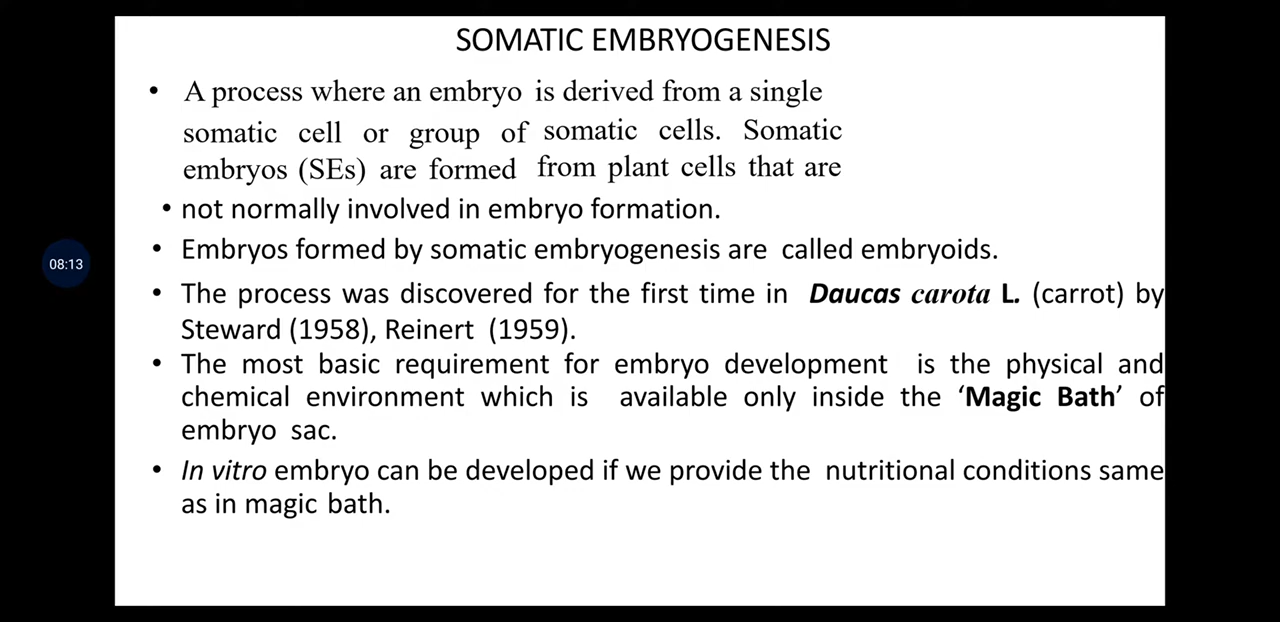 SOMATIC EMBRYOGENESIS
• A process where an embryo is derived from a single
somatic cell or group of somatic cells. Somatic
embryos (SEs) are formed from plant cells that are
• not normally involved in embryo formation.
• Embryos formed by somatic embryogenesis are called embryoids.
08:13
• The process was discovered for the first time in Daucas carota L. (carrot) by
Steward (1958), Reinert (1959).
• The most basic requirement for embryo development is the physical and
chemical environment which is available only inside the ‘Magic Bath’ of
embryo sac.
• In vitro embryo can be developed if we provide the nutritional conditions same
as in magic bath.